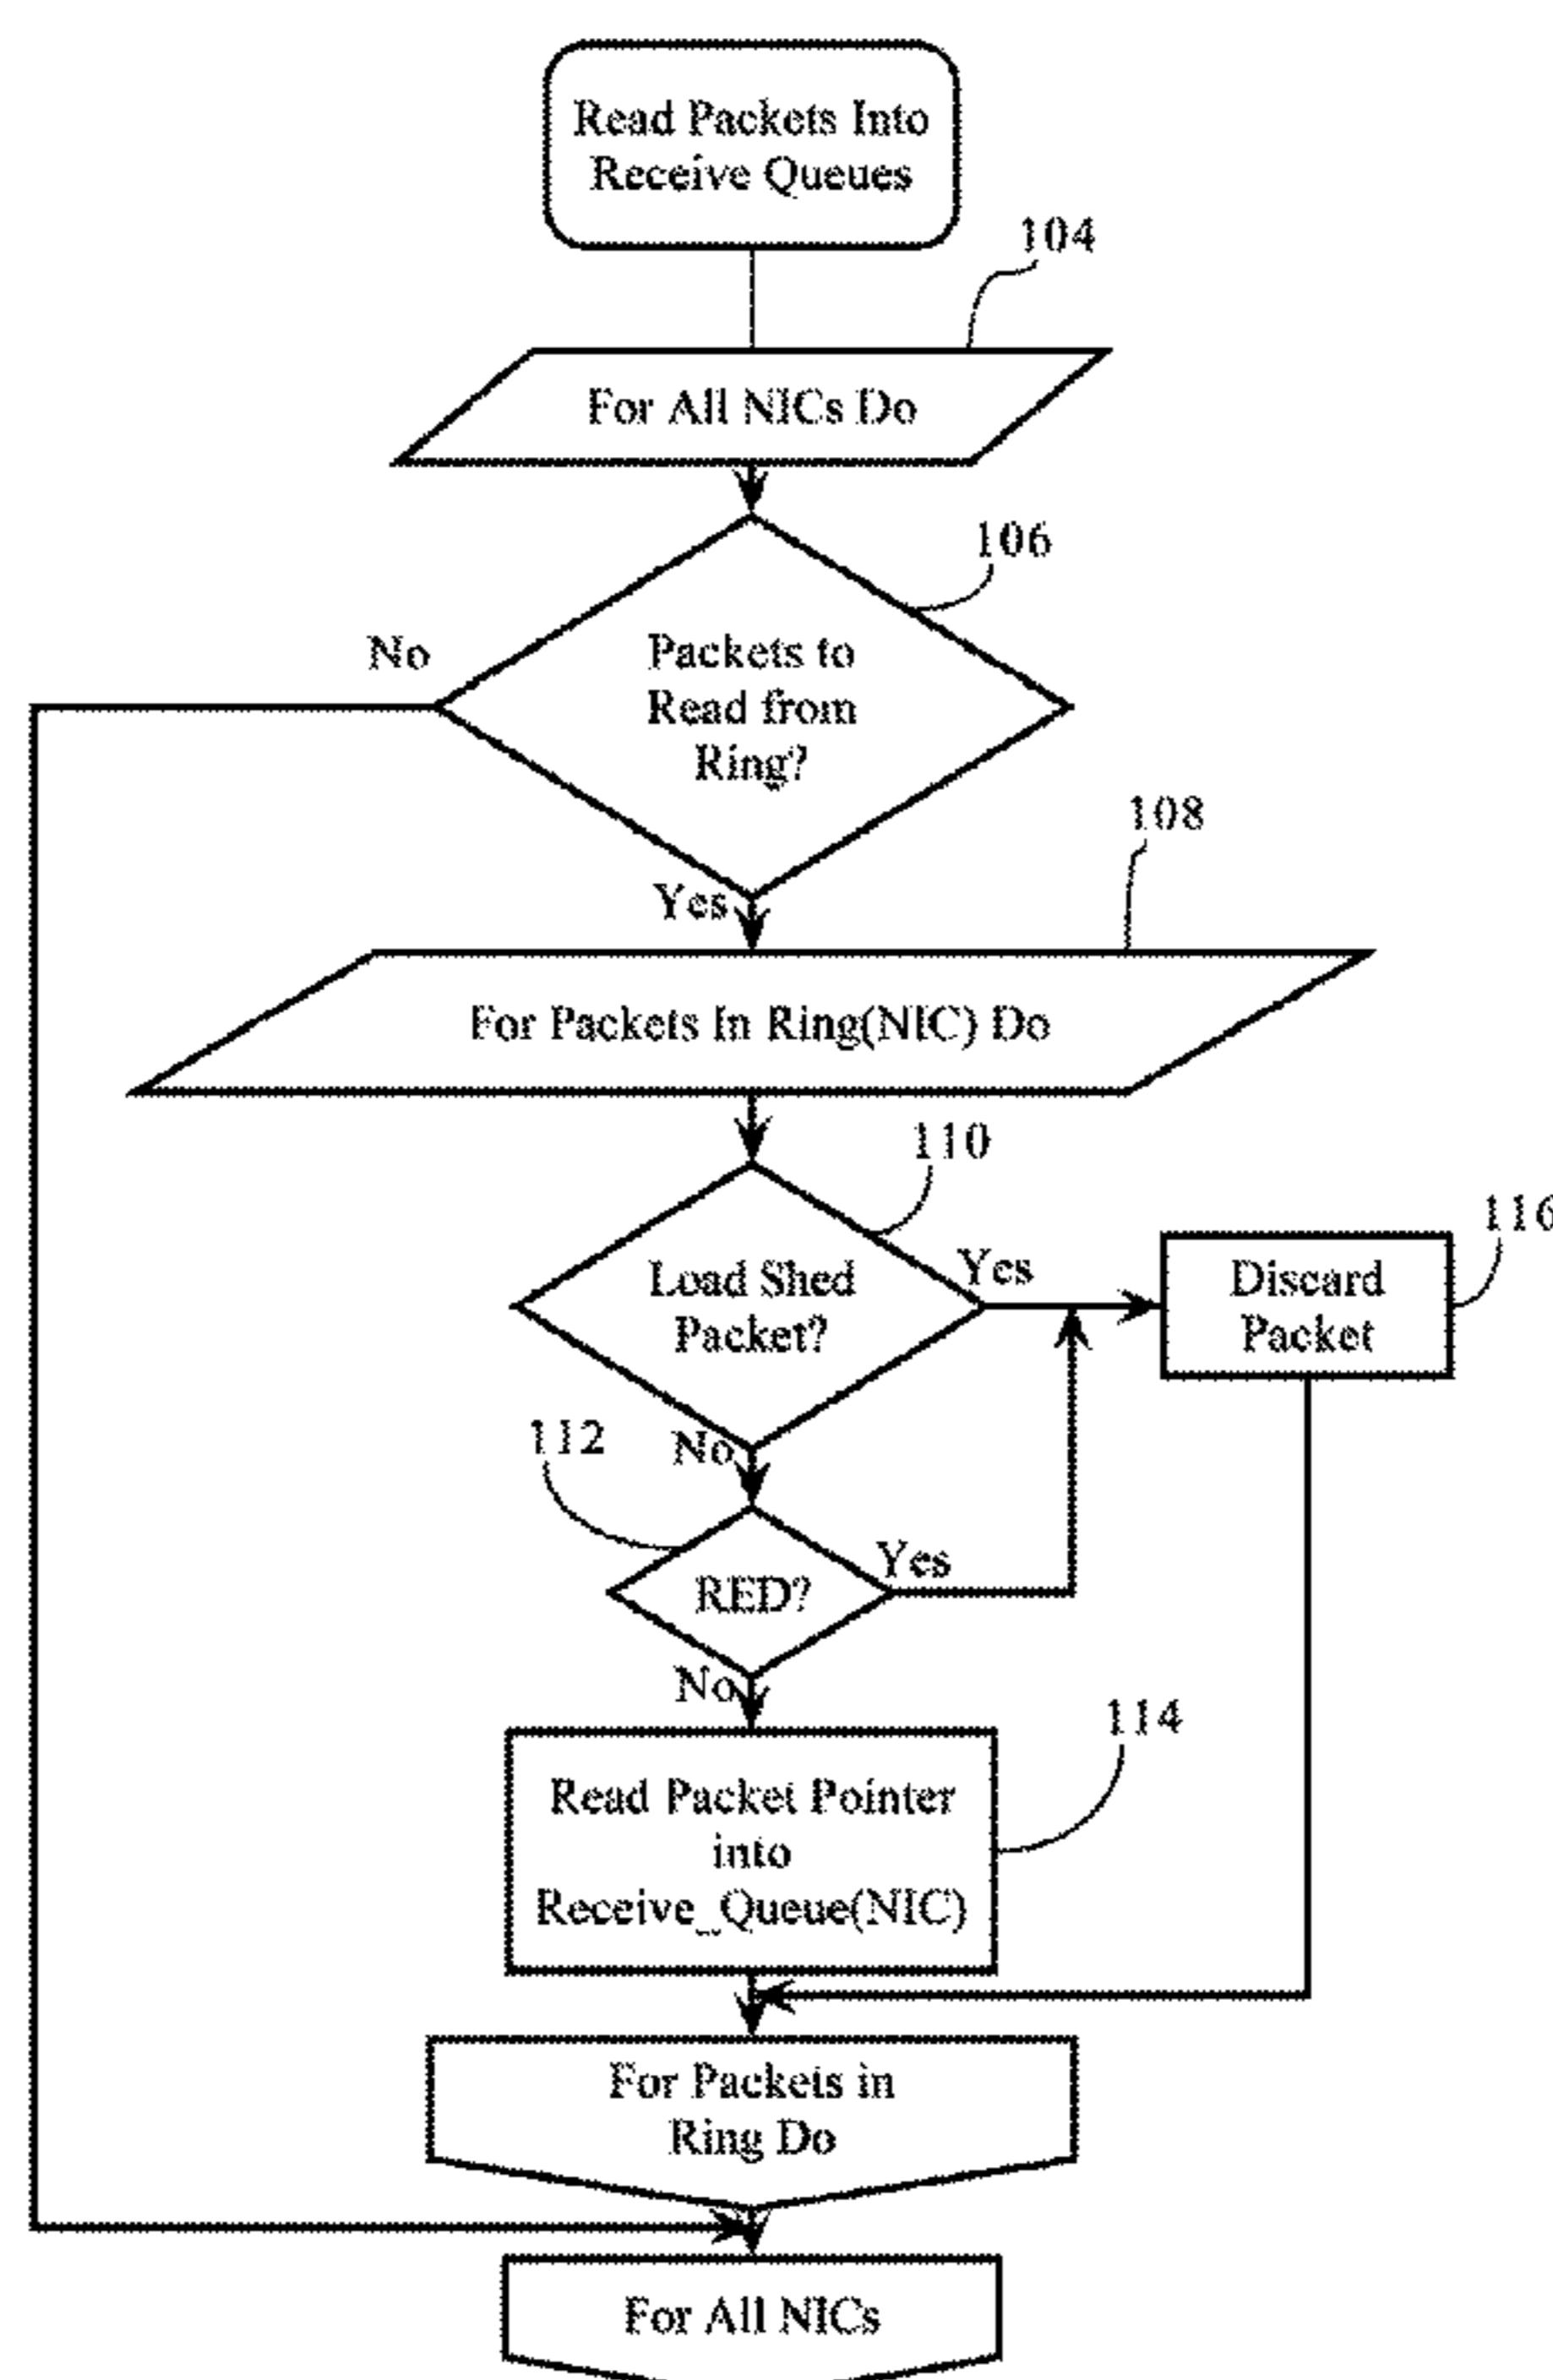 Read Packets Into
Receive Queues
104
For All NICs Do
106
No
Packets to
Read from
Ring?
108
Yes
For Packets In Ring(NIC) Do
110
116
Load Shed
Packet?
Yes
Discard
Packet
112
No
RED?
Yes
No
114
Read Packet Pointer
into
Receive_Queue(NIC)
For Packets in
Ring Do
For All NICs